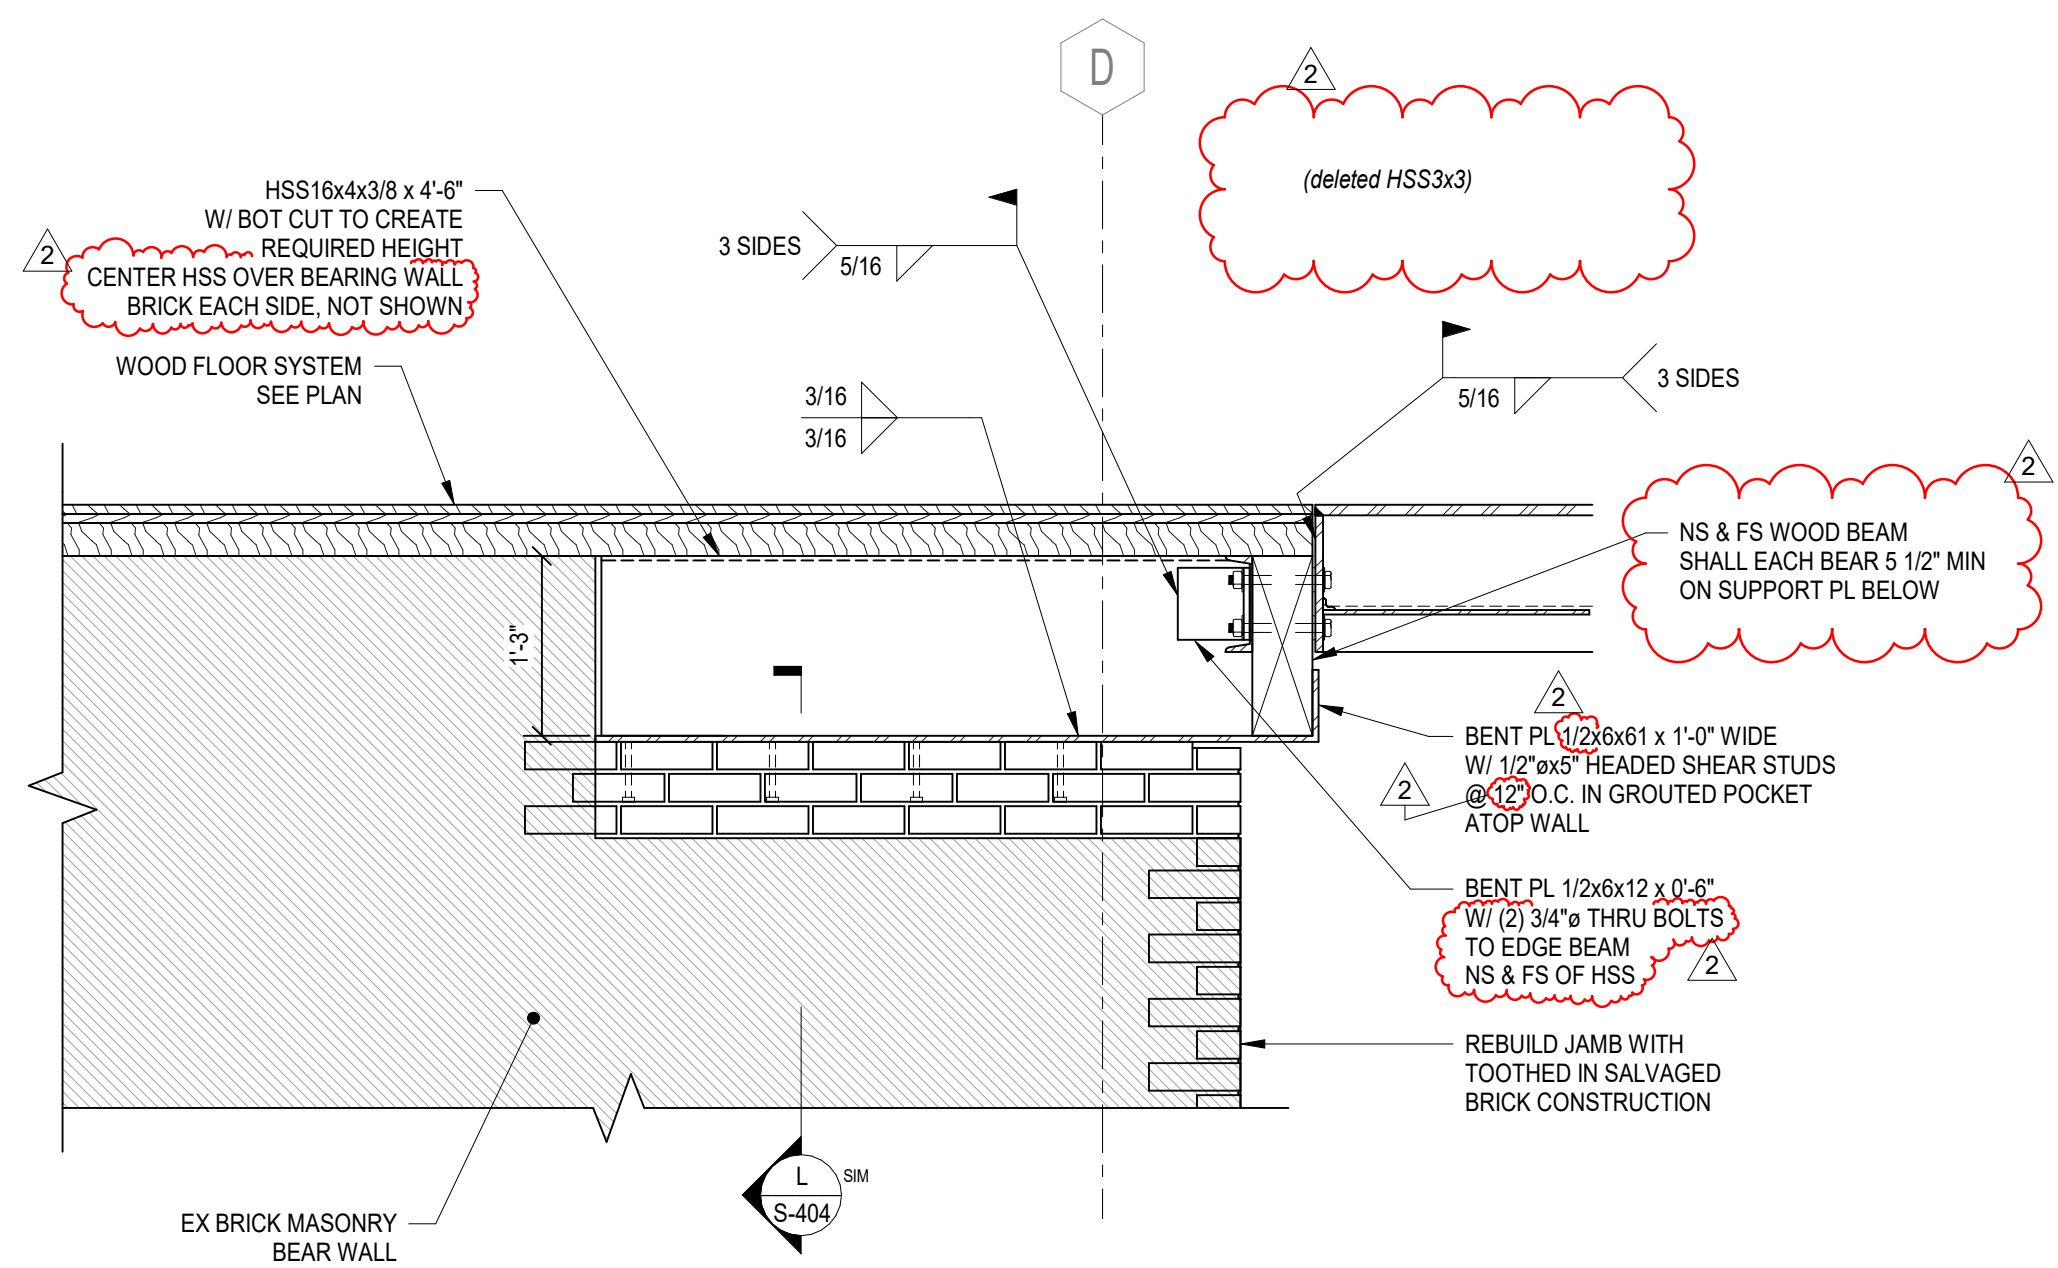 D
2
(deleted HSS3x3)
HSS16x4x3/8 x 4'-6"
W/ BOT CUT TO CREATE
REQUIRED HEIGHT
2
CENTER HSS OVER BEARING WALL
BRICK EACH SIDE, NOT SHOWN
3 SIDES
5/16
WOOD FLOOR SYSTEM
SEE PLAN
3/16
3/16
5/16
3 SIDES
2
NS & FS WOOD BEAM
SHALL EACH BEAR 5 1/2" MIN
ON SUPPORT PL BELOW
1'-3"
2
BENT PL 1/2x6x61 x 1'-0" WIDE
W/ 1/2"øx5" HEADED SHEAR STUDS
2
@ 12" O.C. IN GROUTED POCKET
ATOP WALL
BENT PL 1/2x6x12 x 0'-6"
W/ (2) 3/4"ø THRU BOLTS
TO EDGE BEAM
NS & FS OF HSS
2
REBUILD JAMB WITH
TOOTHED IN SALVAGED
BRICK CONSTRUCTION
L
SIM
S-404
EX BRICK MASONRY
BEAR WALL